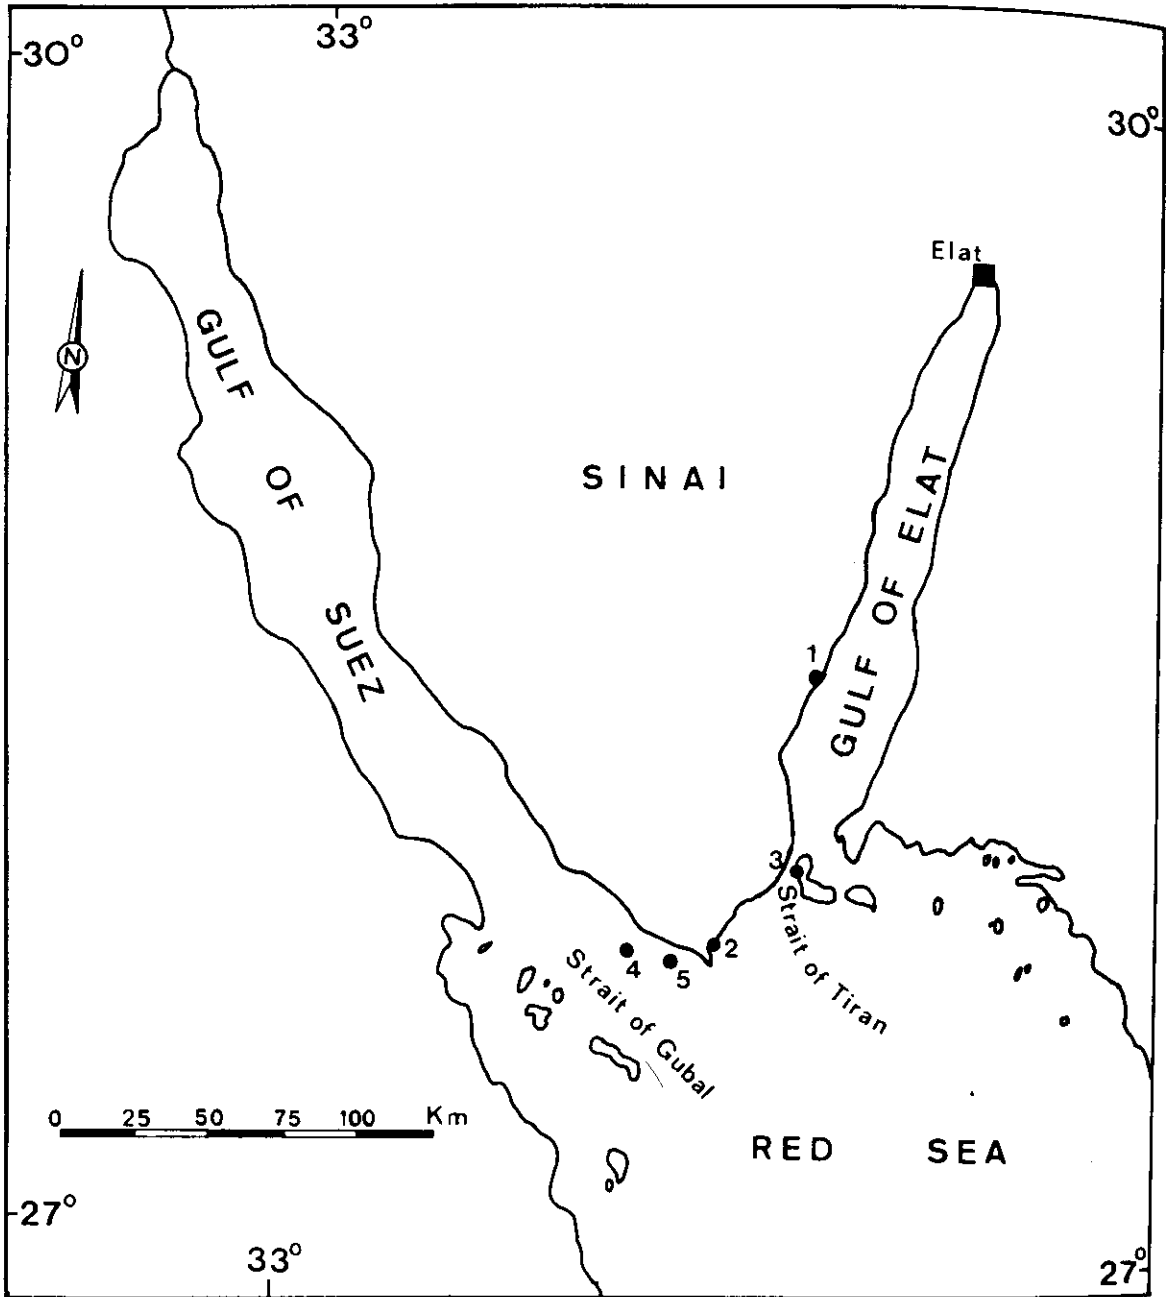 33°
30°
30°
Elat
N
GULF
OF
SUEZ
SINAI
GULF OF ELAT
1
3
2
4
5
Strait of Tiran
Strait of Gubal
0 25 50 75 100 Km
RED SEA
27°
33°
27°